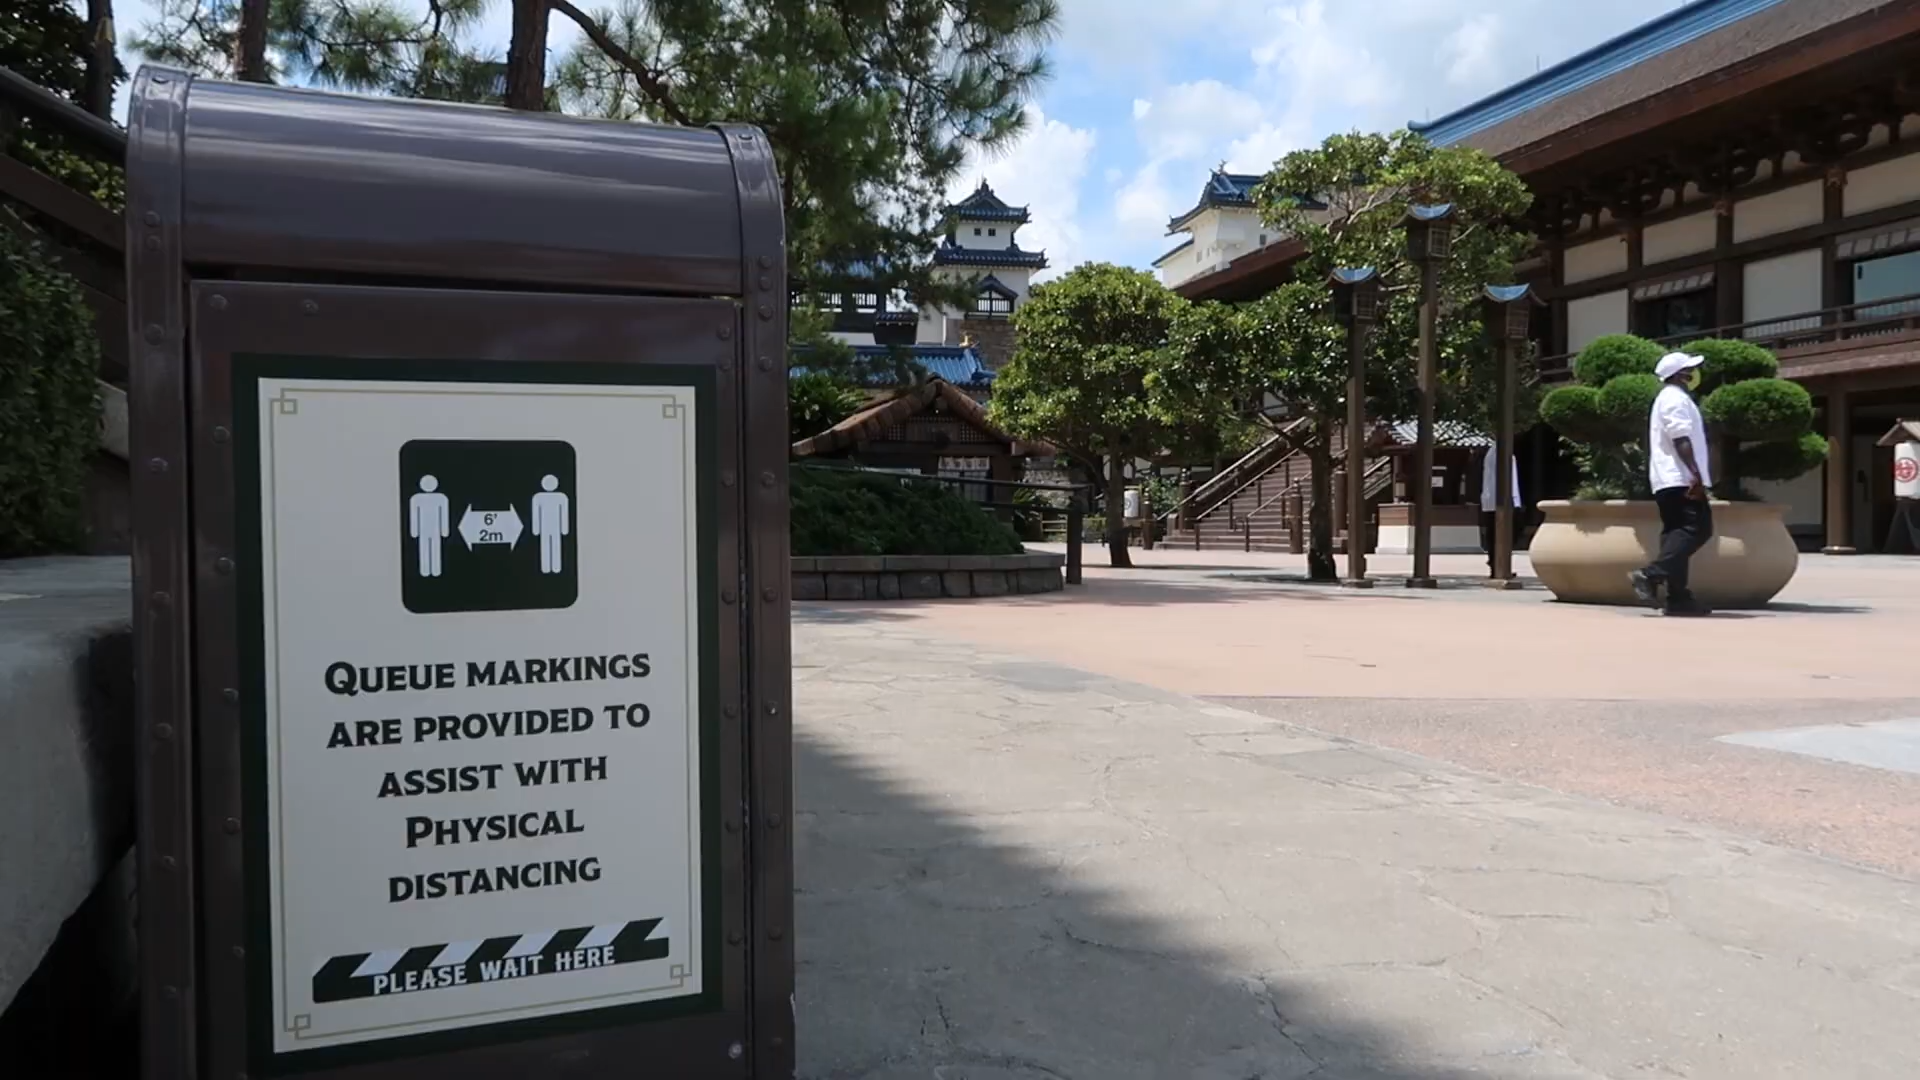 6'
2m
QUEUE MARKINGS
ARE PROVIDED TO
ASSIST WITH
PHYSICAL
DISTANCING
PLEASE WAIT HERE